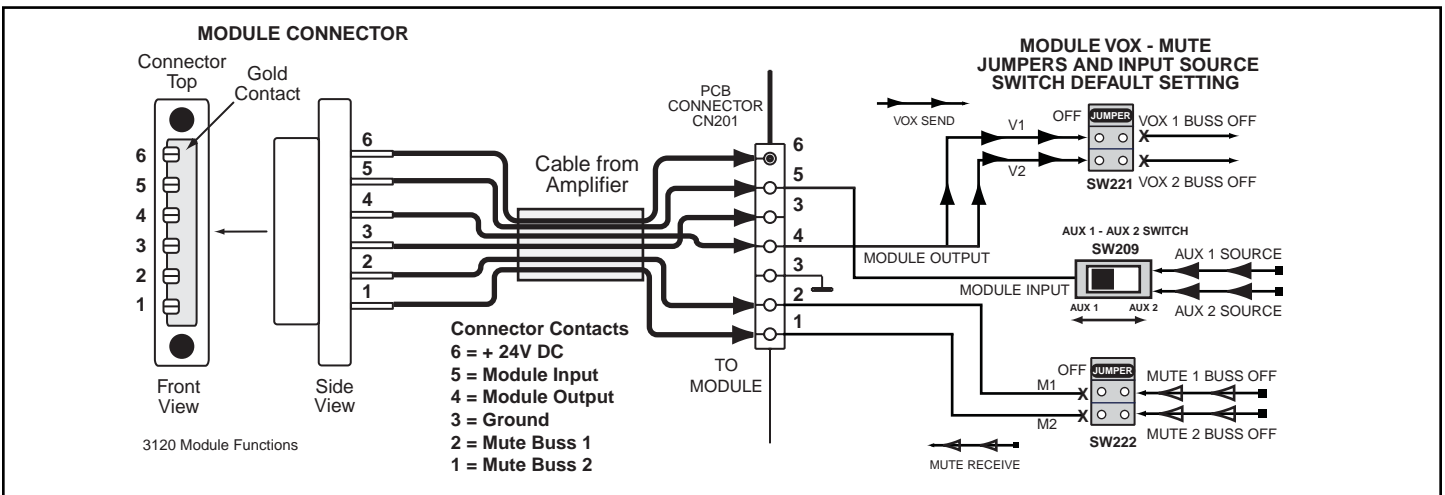 MODULE CONNECTOR
Connector
Top
Gold
Contact
6
5
4
3
2
1
Front
View
Side
View
3120 Module Functions
6
5
4
3
2
1
Cable from
Amplifier
Connector Contacts
6 = + 24V DC
5 = Module Input
4 = Module Output
3 = Ground
2 = Mute Buss 1
1 = Mute Buss 2
PCB
CONNECTOR
CN201
6
5
3
4
3
2
1
TO
MODULE
MODULE VOX - MUTE
JUMPERS AND INPUT SOURCE
SWITCH DEFAULT SETTING
VOX SEND
V1
V2
OFF
JUMPER
VOX 1 BUSS OFF
X
X
SW221
VOX 2 BUSS OFF
MODULE OUTPUT
AUX 1 - AUX 2 SWITCH
SW209
AUX 1 SOURCE
MODULE INPUT
AUX 1
AUX 2
AUX 2 SOURCE
OFF
JUMPER
MUTE 1 BUSS OFF
M1
X
M2
X
MUTE 2 BUSS OFF
SW222
MUTE RECEIVE